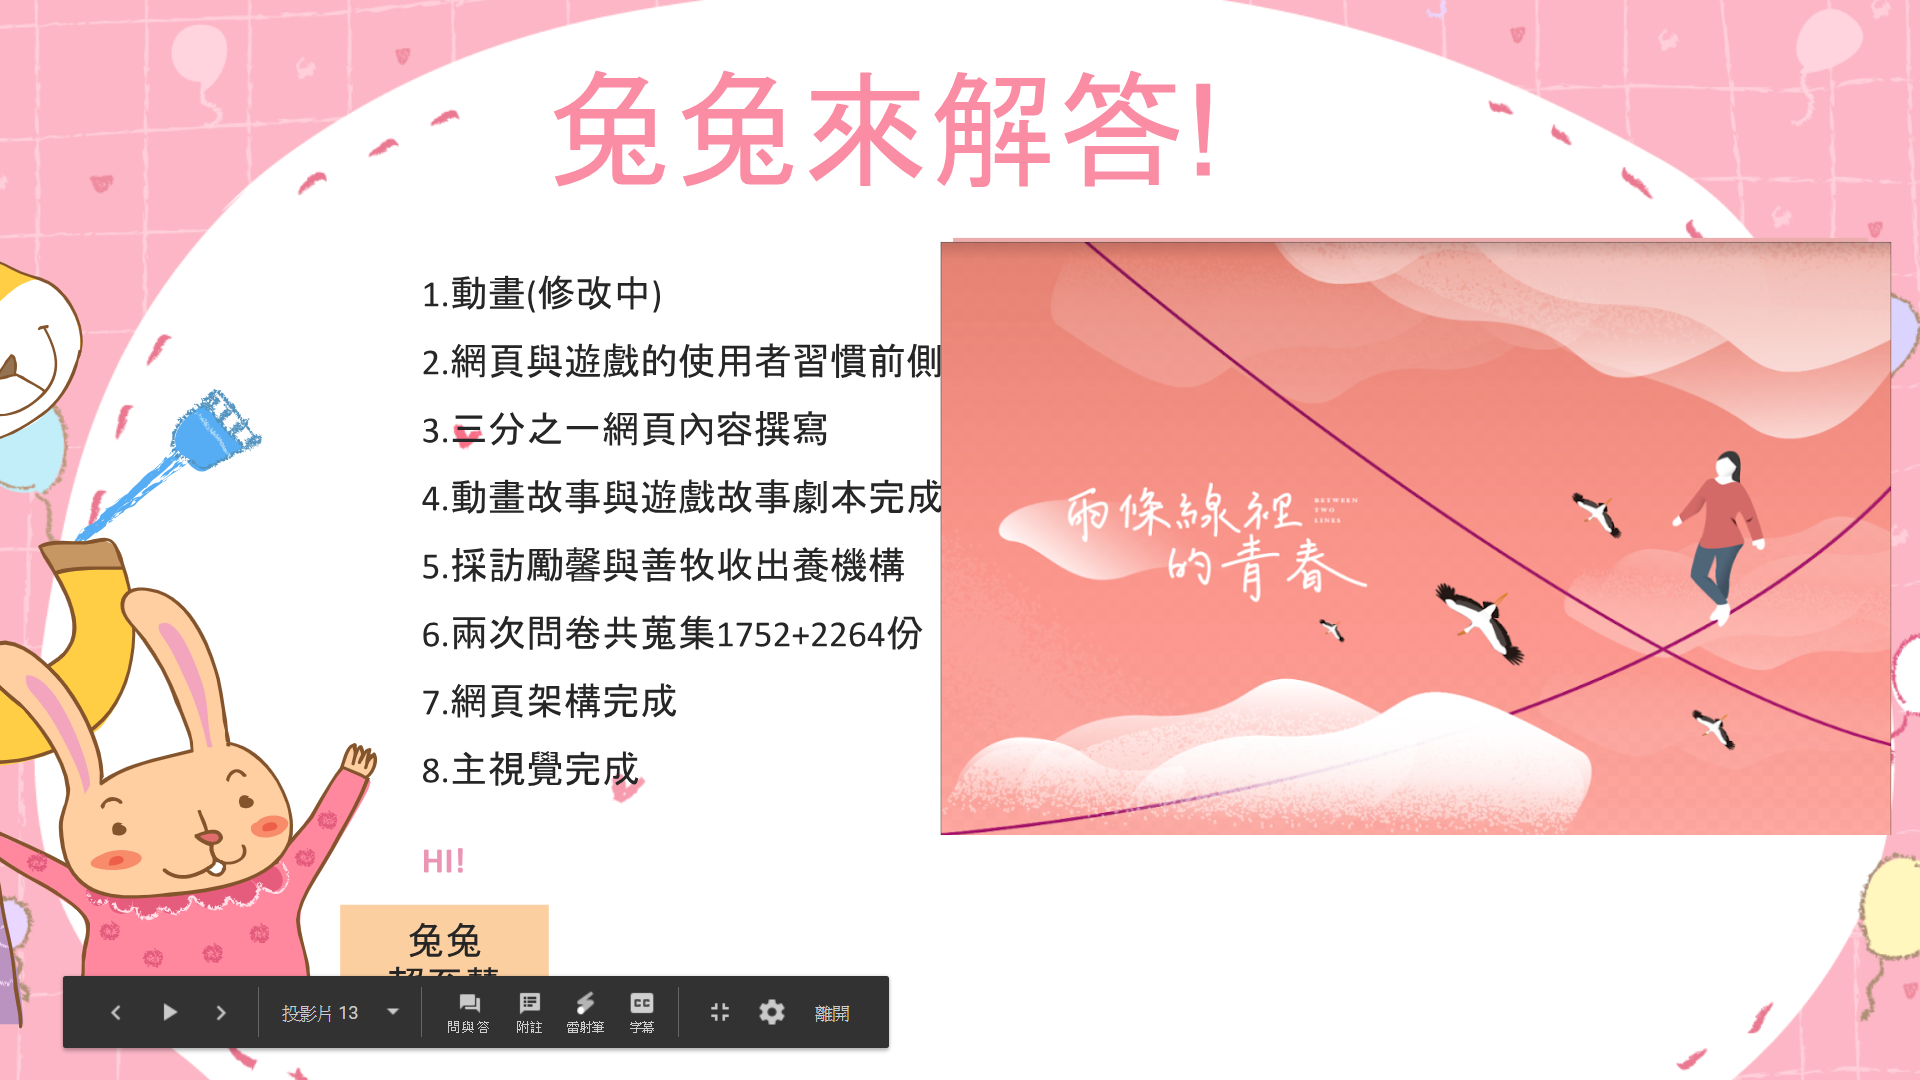 兔兔來解答!
1.動畫(修改中)
2.網頁與遊戲的使用者習慣前側
3.三分之一網頁內容撰寫
4.動畫故事與遊戲故事劇本完成
5.採訪勵馨與善牧收出養機構
6.兩次問卷共蒐集1752+2264份
7.網頁架構完成
8.主視覺完成
HI!
兩條線裡
的青春
BETWEEN
TWO
LINES
兔兔
投影片 13
問與答
附註
雷射筆
字幕
離開